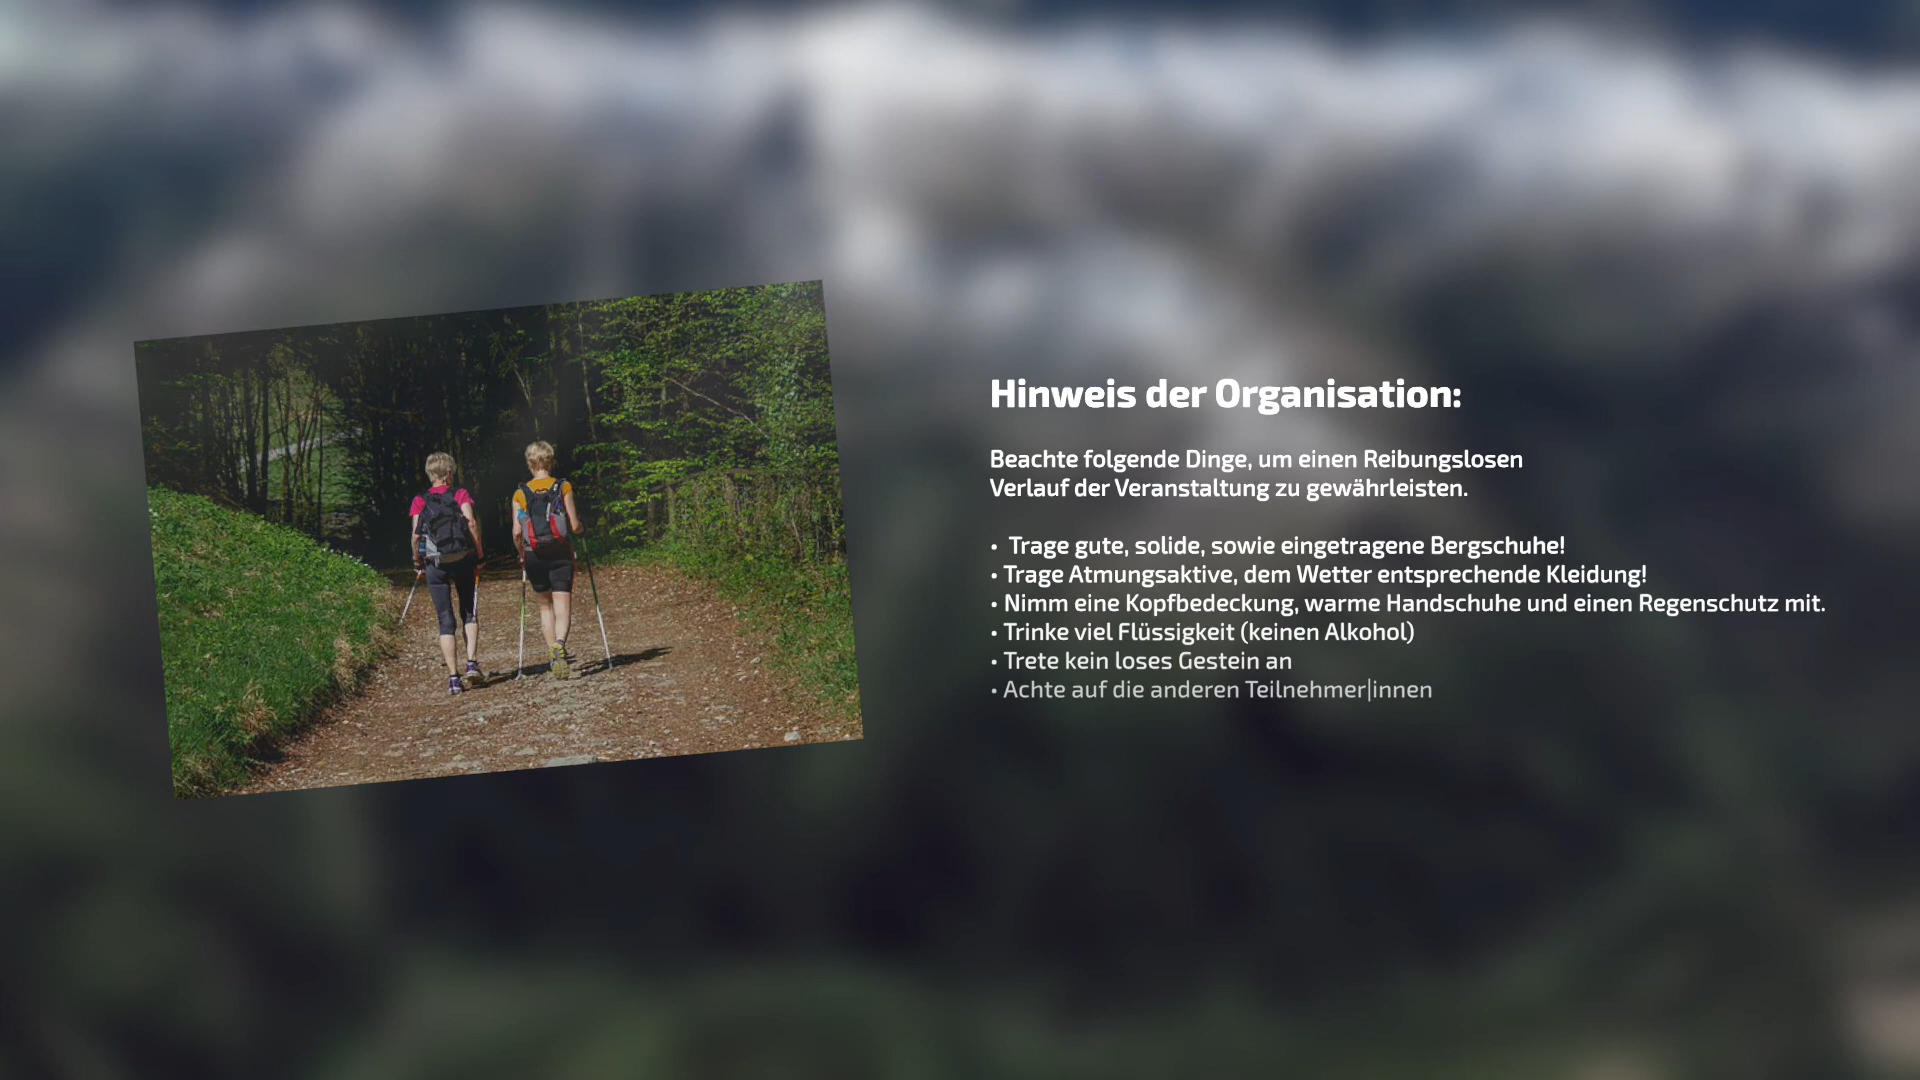 Hinweis der Organisation:
Beachte folgende Dinge, um einen Reibungslosen
Verlauf der Veranstaltung zu gewährleisten.
• Trage gute, solide, sowie eingetragene Bergschuhe!
• Trage Atmungsaktive, dem Wetter entsprechende Kleidung!
• Nimm eine Kopfbedeckung, warme Handschuhe und einen Regenschutz mit.
• Trinke viel Flüssigkeit (keinen Alkohol)
• Trete kein loses Gestein an
• Achte auf die anderen Teilnehmer|innen